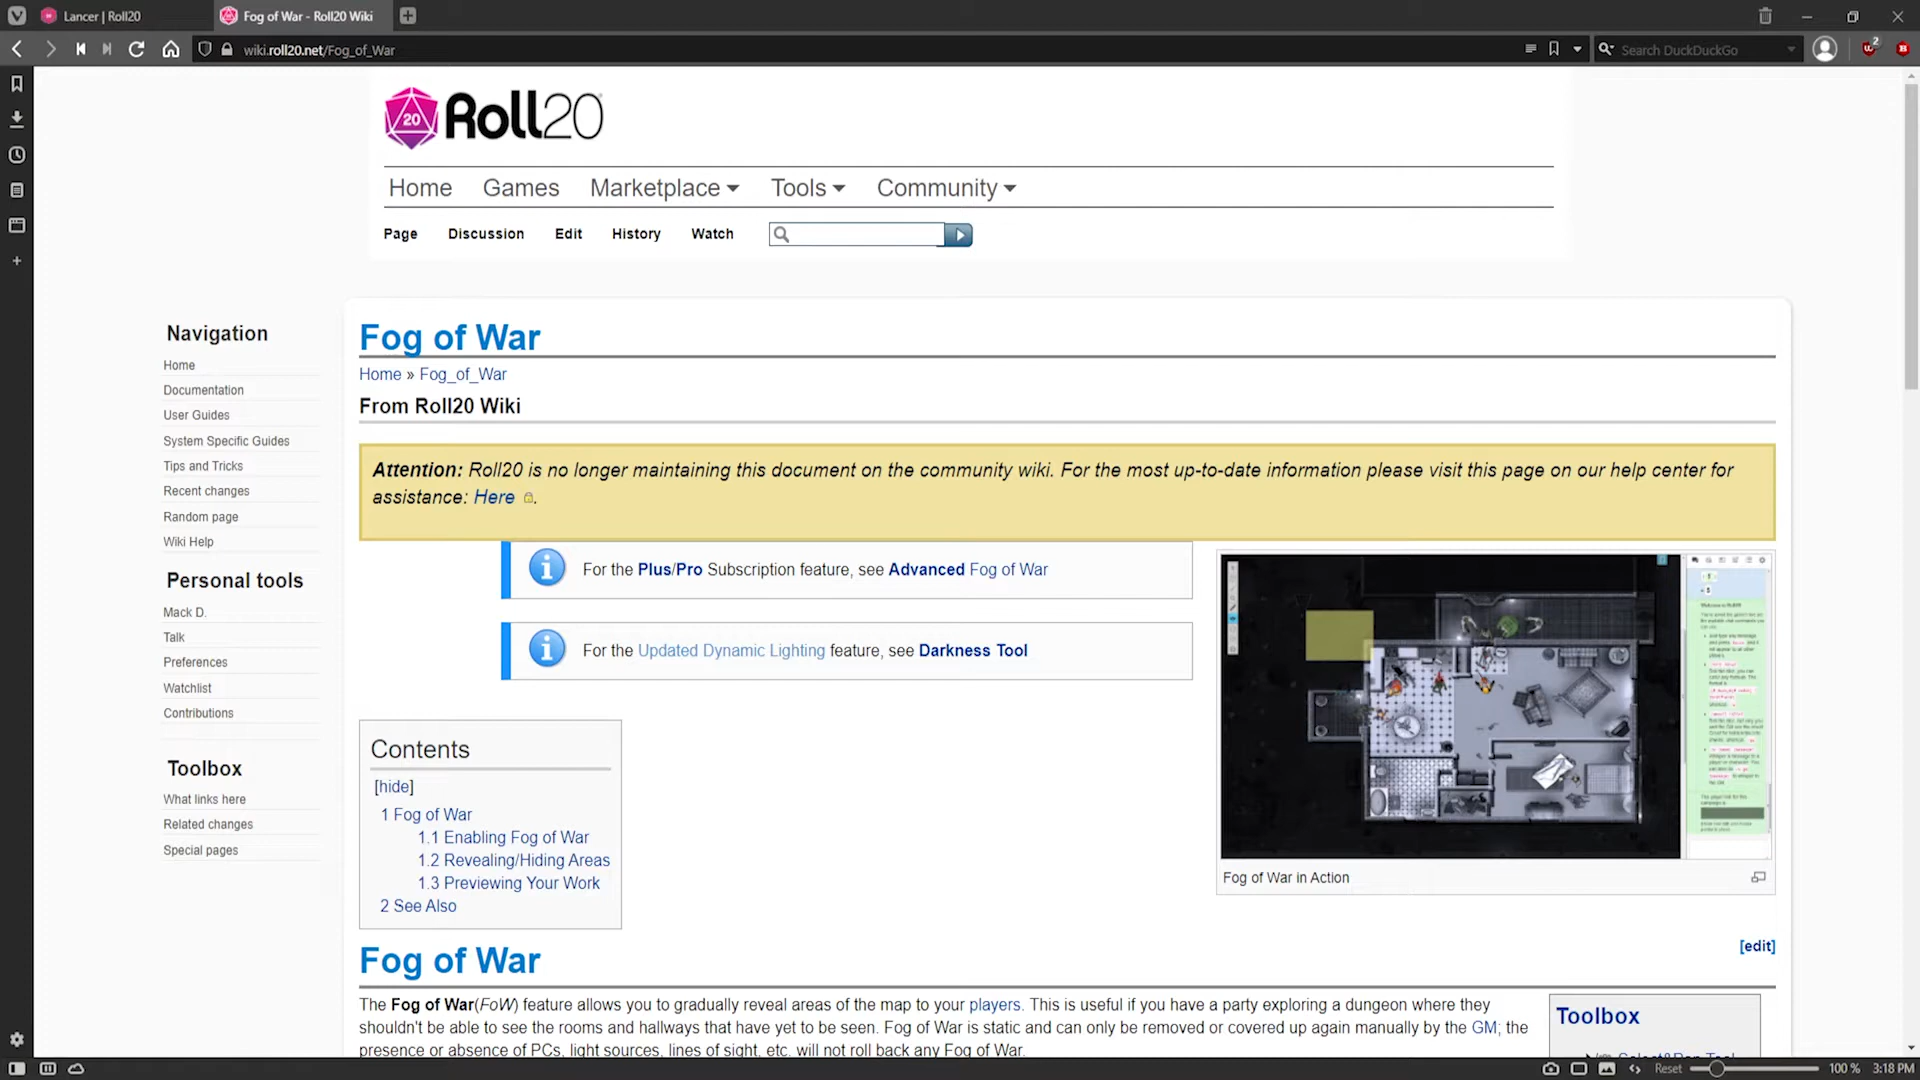 Lancer | Roll20
Fog of War - Roll20 Wiki
wiki.roll20.net/Fog_of_War
Search DuckDuckGo
2
20
Roll20
Home Games Marketplace Tools Community
Page Discussion Edit History Watch
Navigation
Home
Documentation
User Guides
System Specific Guides
Tips and Tricks
Recent changes
Random page
Wiki Help
Personal tools
Mack D.
Talk
Preferences
Watchlist
Contributions
Toolbox
What links here
Related changes
Special pages
Fog of War
Home » Fog_of_War
From Roll20 Wiki
Attention: Roll20 is no longer maintaining this document on the community wiki. For the most up-to-date information please visit this page on our help center for
assistance: Here .
For the Plus/Pro Subscription feature, see Advanced Fog of War
For the Updated Dynamic Lighting feature, see Darkness Tool
Fog of War in Action
Contents
[hide]
1 Fog of War
1.1 Enabling Fog of War
1.2 Revealing/Hiding Areas
1.3 Previewing Your Work
2 See Also
[edit]
Fog of War
The Fog of War(FoW) feature allows you to gradually reveal areas of the map to your players. This is useful if you have a party exploring a dungeon where they
shouldn't be able to see the rooms and hallways that have yet to be seen. Fog of War is static and can only be removed or covered up again manually by the GM; the
presence or absence of PCs, light sources, lines of sight, etc. will not roll back any Fog of War.
Toolbox
Reset
100 %
3:18 PM